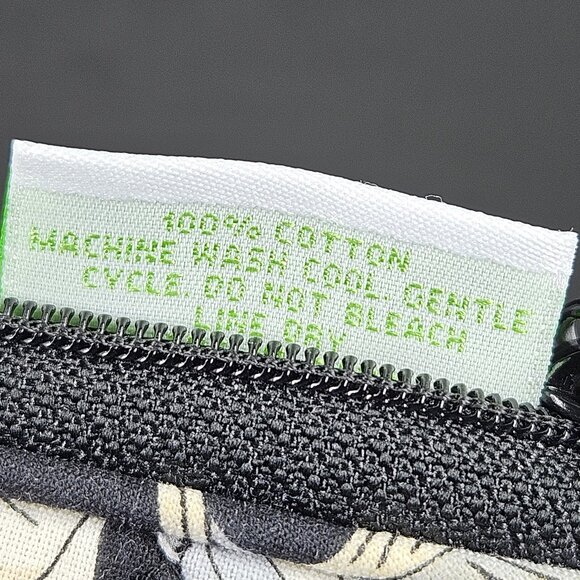 100% COTTON
MACHINE WASH COOL. GENTLE
CYCLE. DO NOT BLEACH
LINE DRY